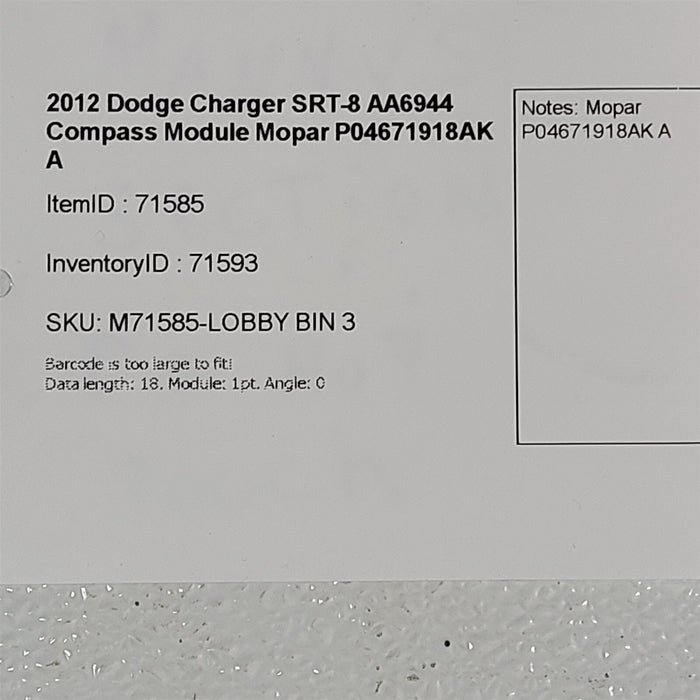 2012 Dodge Charger SRT-8 AA6944
Compass Module Mopar P04671918AK
A
ItemID : 71585
InventoryID : 71593
SKU: M71585-LOBBY BIN 3
Barcode is too large to fit!
Data length: 18. Module: 1pt. Angle: 0
Notes: Mopar
P04671918AK A